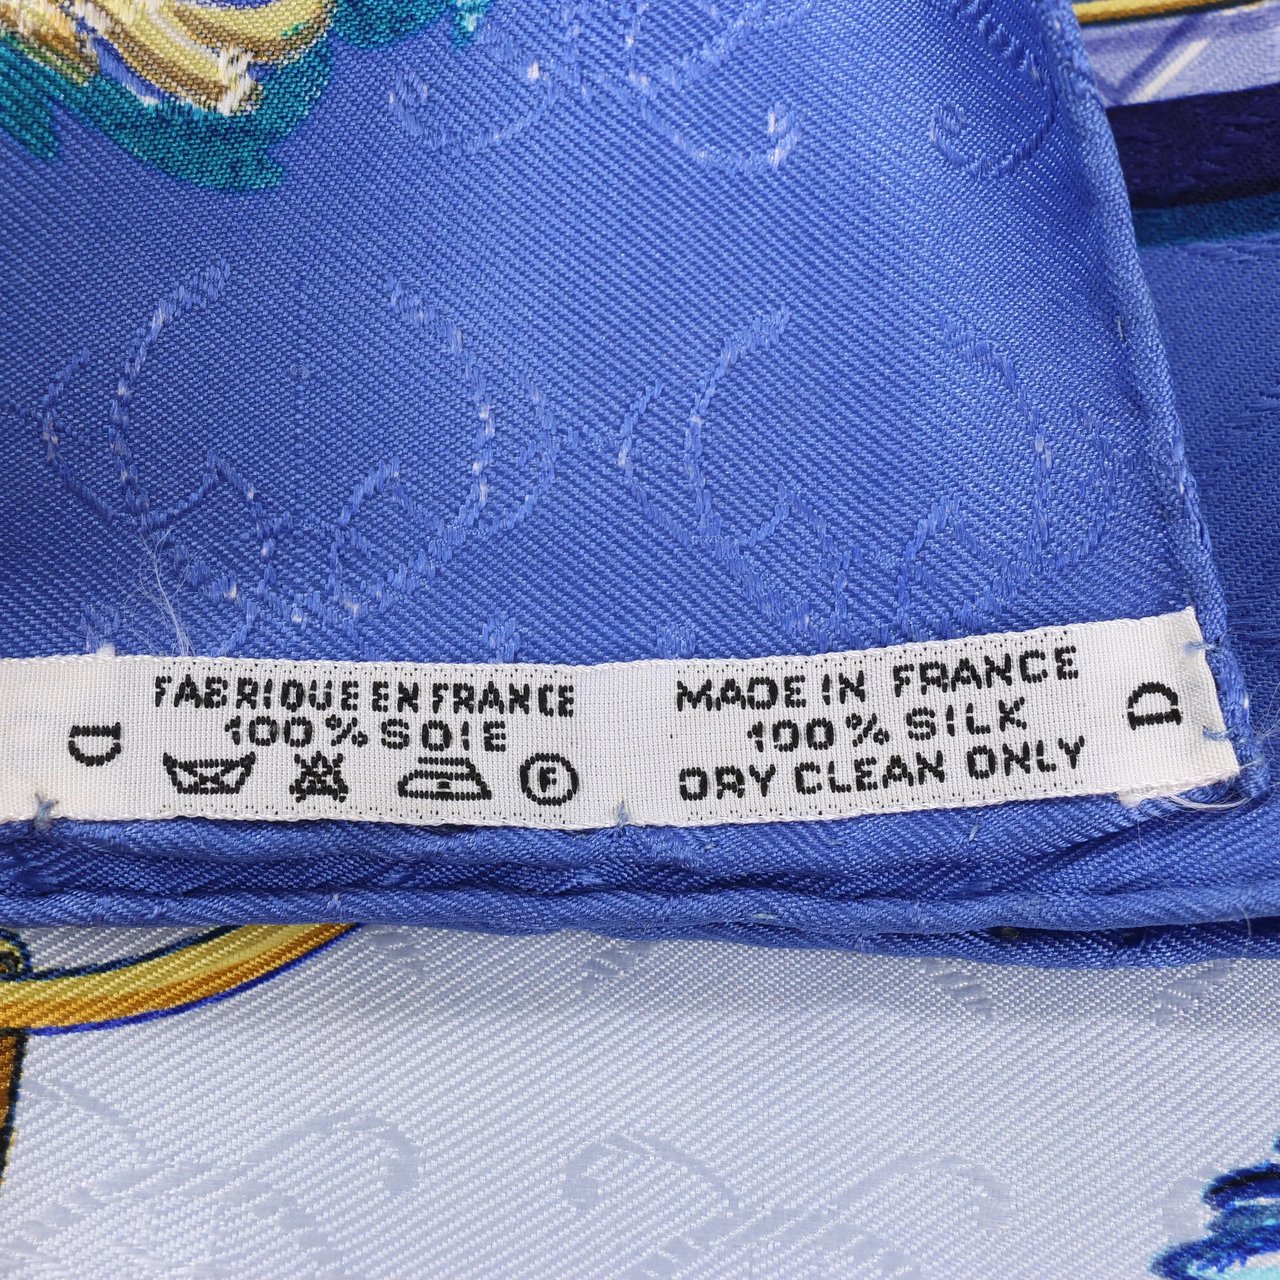 D
FABRIQUE EN FRANCE
100% SOIE
F
MADE IN FRANCE
100% SILK
DRY CLEAN ONLY
D